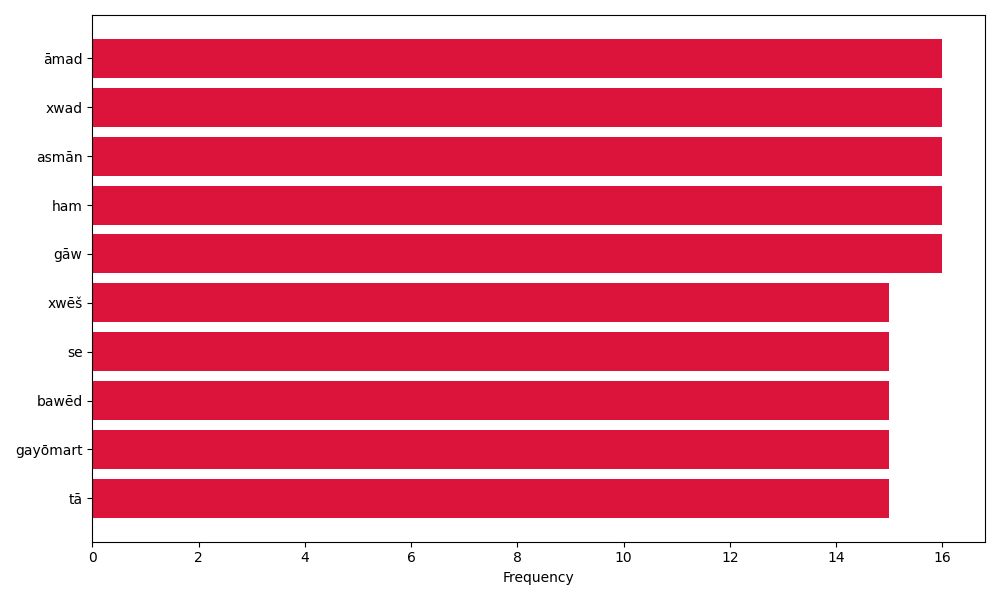 āmad
xwad
asmān
ham
gāw
xwēš
se
bawēd
gayōmart
tā
0 2 4 6 8 10 12 14 16
Frequency